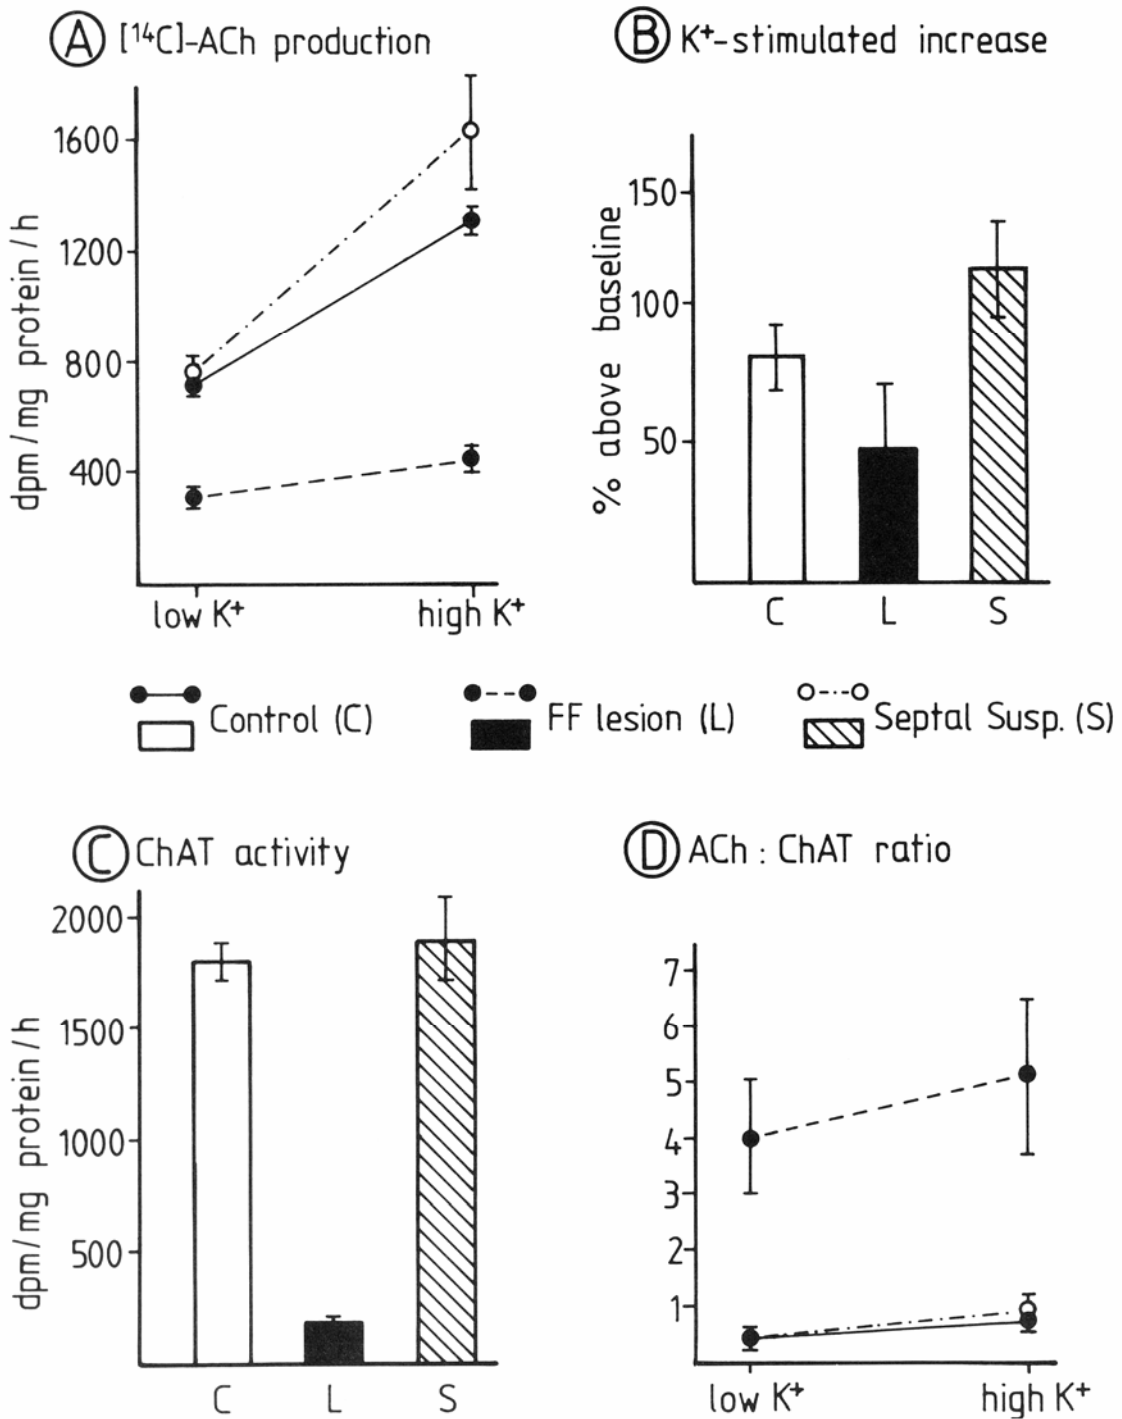 A [¹⁴C]-ACh production
dpm/mg protein/h
1600
1200
800
400
low K⁺
high K⁺
B K⁺-stimulated increase
% above baseline
150
100
50
C
L
S
Control (C)
FF lesion (L)
Septal Susp. (S)
C ChAT activity
dpm/mg protein/h
2000
1500
1000
500
C
L
S
D ACh : ChAT ratio
7
6
5
4
3
2
1
low K⁺
high K⁺